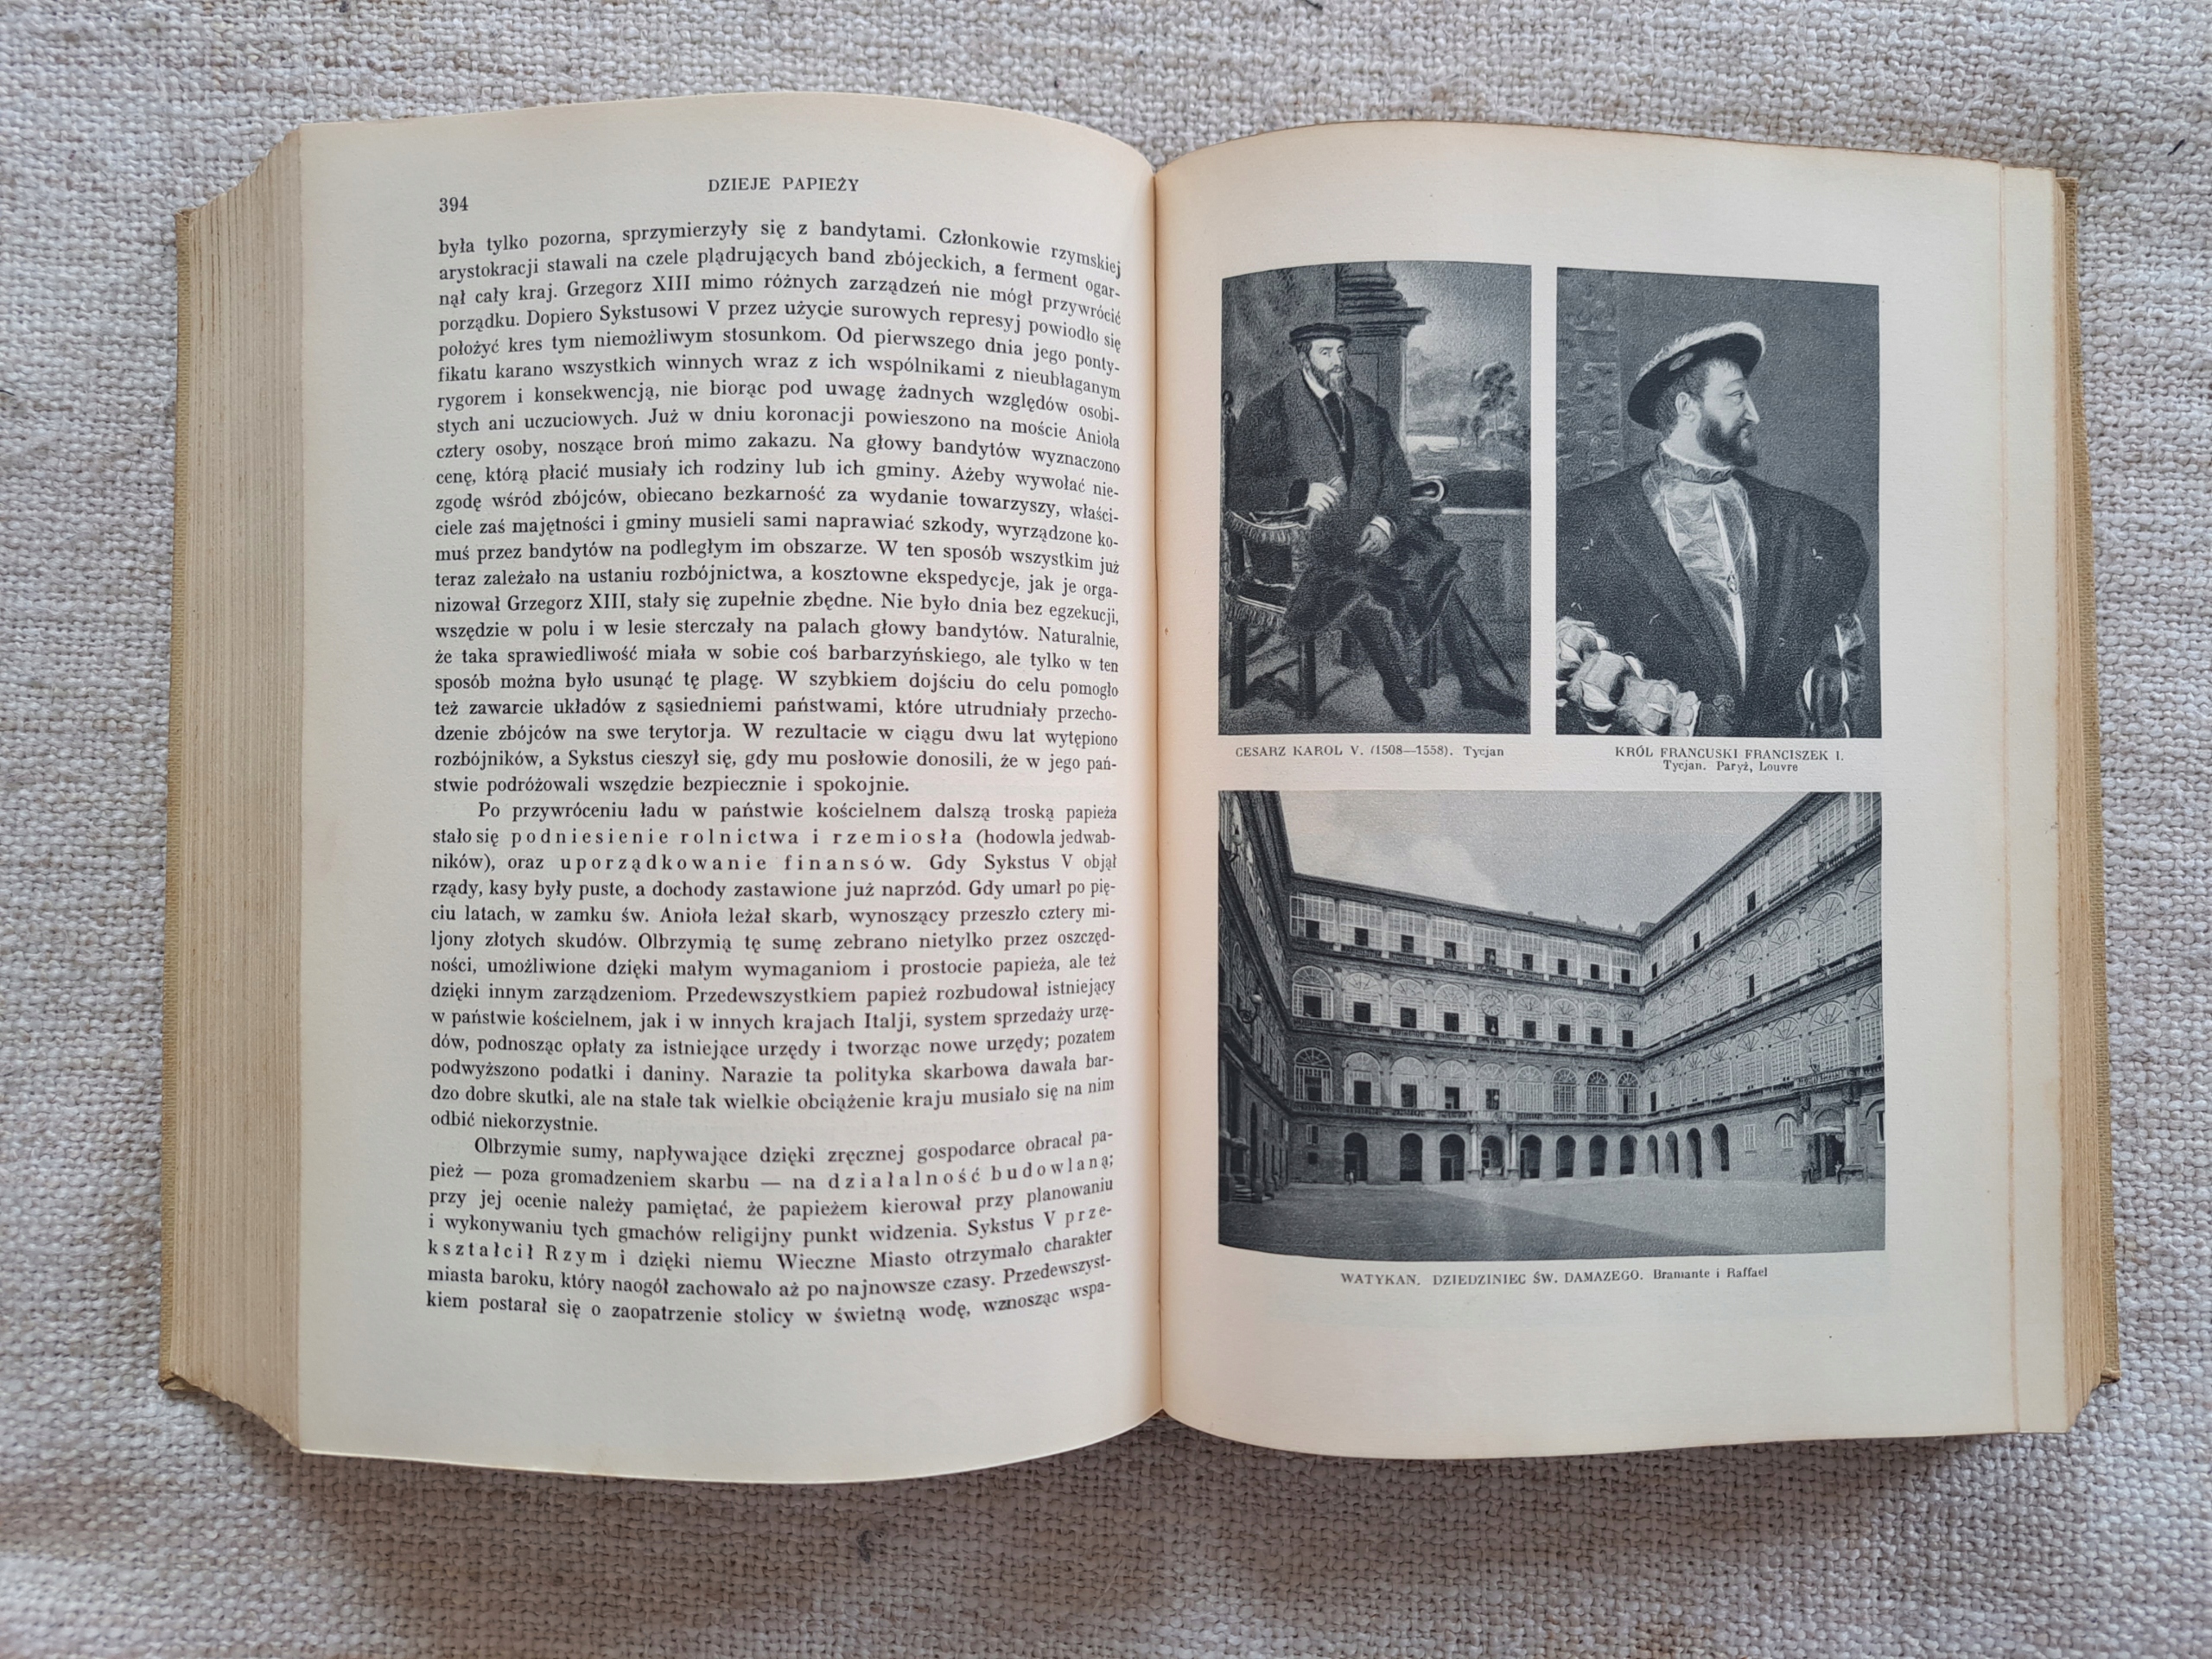 DZIEJE PAPIEŻY
394
była tylko pozorna, sprzymierzyły się z bandytami. Członkowie rzymskiej
arystokracji stawali na czele plądrujących band zbójeckich, a ferment ogar-
nął cały kraj. Grzegorz XIII mimo różnych zarządzeń nie mógł przywrócić
porządku. Dopiero Sykstusowi V przez użycie surowych represyj powiodło się
położyć kres tym niemożliwym stosunkom. Od pierwszego dnia jego ponty-
fikatu karano wszystkich winnych wraz z ich wspólnikami z nieubłaganym
rygorem i konsekwencją, nie biorąc pod uwagę żadnych względów osobi-
stych ani uczuciowych. Już w dniu koronacji powieszono na moście Anioła
cztery osoby, noszące broń mimo zakazu. Na głowy bandytów wyznaczono
cenę, którą płacić musiały ich rodziny lub ich gminy. Ażeby wywołać nie-
zgodę wśród zbójców, obiecano bezkarność za wydanie towarzyszy, właści-
ciele zaś majętności i gminy musieli sami naprawiać szkody, wyrządzone ko-
muś przez bandytów na podległym im obszarze. W ten sposób wszystkim już
teraz zależało na ustaniu rozbójnictwa, a kosztowne ekspedycje, jak je orga-
nizował Grzegorz XIII, stały się zupełnie zbędne. Nie było dnia bez egzekucji,
wszędzie w polu i w lesie sterczały na palach głowy bandytów. Naturalnie,
że taka sprawiedliwość miała w sobie coś barbarzyńskiego, ale tylko w ten
sposób można było usunąć tę plagę. W szybkiem dojściu do celu pomogło
też zawarcie układów z sąsiedniemi państwami, które utrudniały przecho-
dzenie zbójców na swe terytorja. W rezultacie w ciągu dwu lat wytępiono
rozbójników, a Sykstus cieszył się, gdy mu posłowie donosili, że w jego pań-
stwie podróżowali wszędzie bezpiecznie i spokojnie.
Po przywróceniu ładu w państwie kościelnem dalszą troską papieża
stało się podniesienie rolnictwa i rzemiosła (hodowla jedwab-
ników), oraz uporządkowanie finansów. Gdy Sykstus V objął
rządy, kasy były puste, a dochody zastawione już naprzód. Gdy umarł po pię-
ciu latach, w zamku św. Anioła leżał skarb, wynoszący przeszło cztery mi-
ljony złotych skudów. Olbrzymią tę sumę zebrano nietylko przez oszczęd-
ności, umożliwione dzięki małym wymaganiom i prostocie papieża, ale też
dzięki innym zarządzeniom. Przedewszystkiem papież rozbudował istniejący
w państwie kościelnem, jak i w innych krajach Italji, system sprzedaży urzę-
dów, podnosząc opłaty za istniejące urzędy i tworząc nowe urzędy; pozatem
podwyższono podatki i daniny. Narazie ta polityka skarbowa dawała bar-
dzo dobre skutki, ale na stałe tak wielkie obciążenie kraju musiało się na nim
odbić niekorzystnie.
Olbrzymie sumy, napływające dzięki zręcznej gospodarce obracał pa-
pież — poza gromadzeniem skarbu — na działalność budowlaną;
przy jej ocenie należy pamiętać, że papieżem kierował przy planowaniu
i wykonywaniu tych gmachów religijny punkt widzenia. Sykstus V prze-
kształcił Rzym i dzięki niemu Wieczne Miasto otrzymało charakter
miasta baroku, który naogół zachowało aż po najnowsze czasy. Przedewszyst-
kiem postarał się o zaopatrzenie stolicy w świetną wodę, wznosząc wspa-
CESARZ KAROL V. (1508—1558). Tycjan
KRÓL FRANCUSKI FRANCISZEK I.
Tycjan. Paryż, Louvre
WATYKAN. DZIEDZINIEC ŚW. DAMAZEGO. Bramante i Raffael